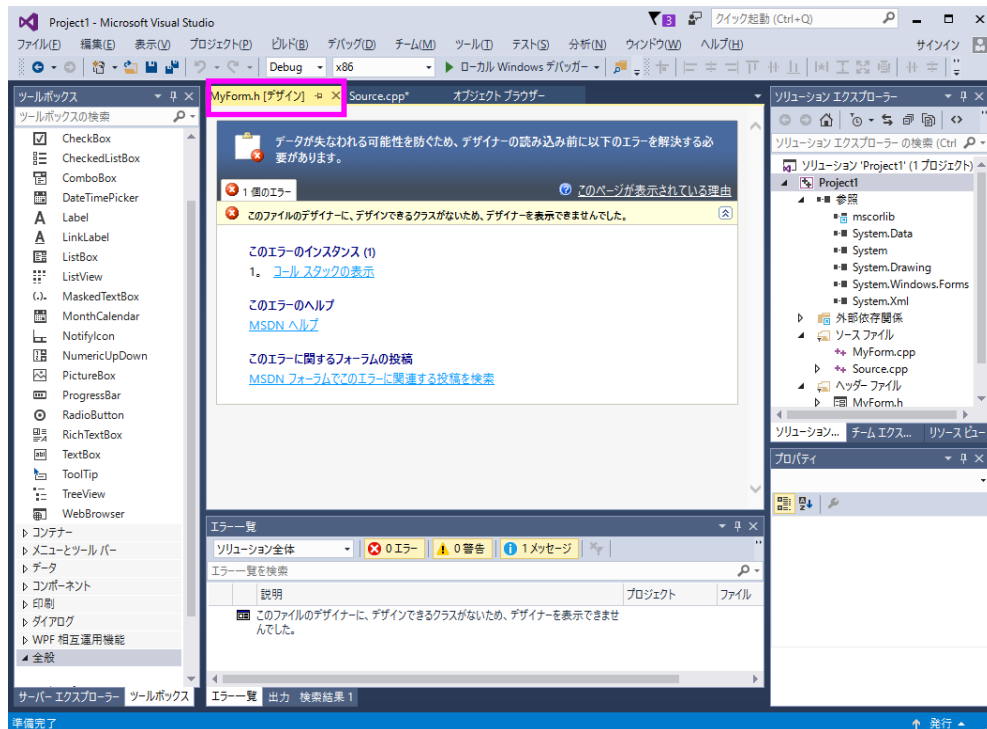 Project1 - Microsoft Visual Studio
3
クイック起動 (Ctrl+Q)
ファイル(F) 編集(E) 表示(V) プロジェクト(P) ビルド(B) デバッグ(D) チーム(M) ツール(T) テスト(S) 分析(N) ウィンドウ(W) ヘルプ(H)
サインイン
Debug x86 ローカル Windows デバッガー
ツールボックス
ツールボックスの検索
CheckBox
CheckedListBox
ComboBox
DateTimePicker
Label
LinkLabel
ListBox
ListView
MaskedTextBox
MonthCalendar
NotifyIcon
NumericUpDown
PictureBox
ProgressBar
RadioButton
RichTextBox
TextBox
ToolTip
TreeView
WebBrowser
コンテナー
メニューとツール バー
データ
コンポーネント
印刷
ダイアログ
WPF 相互運用機能
全般
サーバー エクスプローラー ツールボックス
MyForm.h [デザイン] Source.cpp* オブジェクト ブラウザー
データが失なわれる可能性を防ぐため、デザイナーの読み込み前に以下のエラーを解決する必
要があります。
1 個のエラー
このページが表示されている理由
このファイルのデザイナーに、デザインできるクラスがないため、デザイナーを表示できませんでした。
このエラーのインスタンス (1)
1。 コール スタックの表示
このエラーのヘルプ
MSDN ヘルプ
このエラーに関するフォーラムの投稿
MSDN フォーラムでこのエラーに関連する投稿を検索
エラー一覧
ソリューション全体 0 エラー 0 警告 1 メッセージ
エラー一覧を検索
説明 プロジェクト ファイル
このファイルのデザイナーに、デザインできるクラスがないため、デザイナーを表示できませ
んでした。
エラー一覧 出力 検索結果 1
ソリューション エクスプローラー
ソリューション エクスプローラー の検索 (Ctrl
ソリューション 'Project1' (1 プロジェクト)
Project1
参照
mscorlib
System.Data
System
System.Drawing
System.Windows.Forms
System.Xml
外部依存関係
ソース ファイル
MyForm.cpp
Source.cpp
ヘッダー ファイル
MyForm.h
ソリューション... チーム エクス... リソース ビュー
プロパティ
準備完了
発行